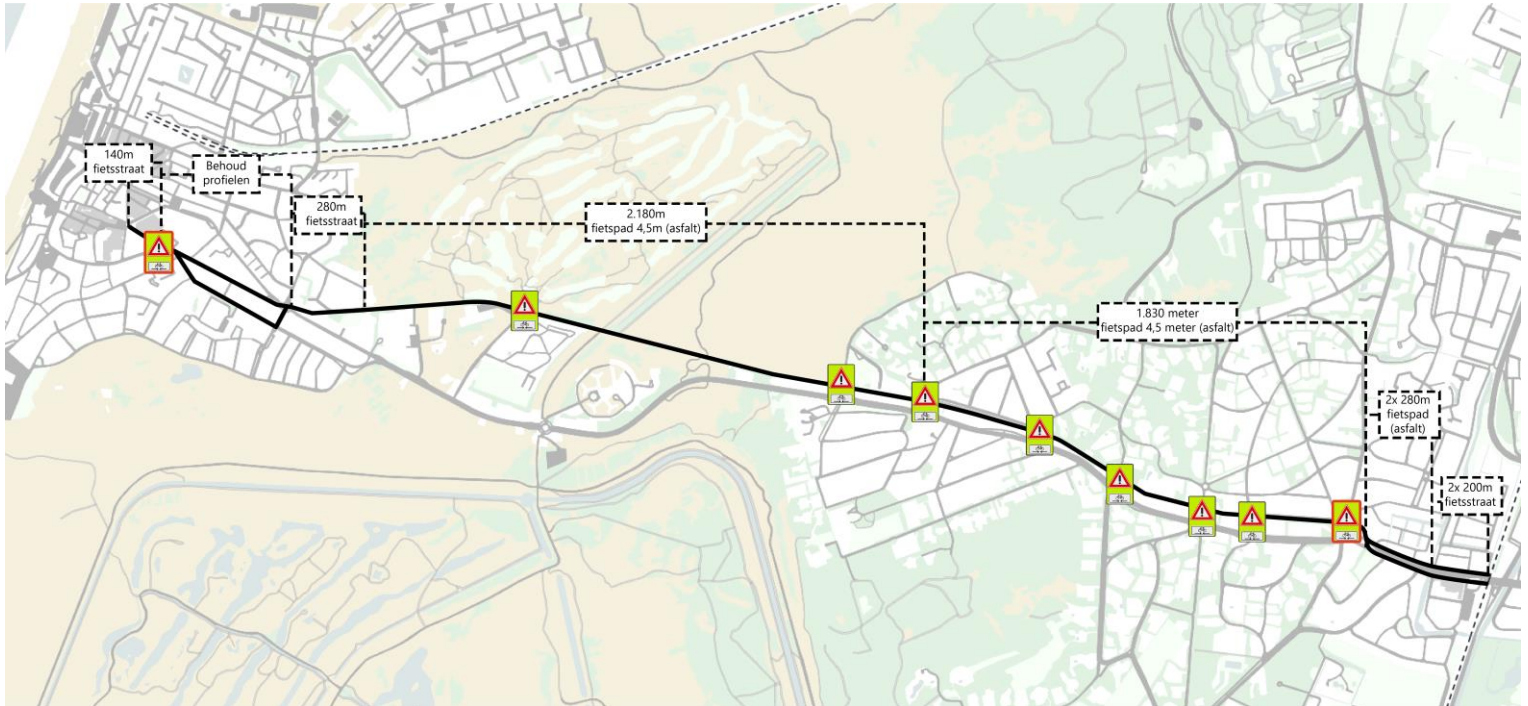 140m
fietsstraat
Behoud
profielen
280m
fietsstraat
2.180m
fietspad 4,5m (asfalt)
1.830 meter
fietspad 4,5 meter (asfalt)
2x 280m
fietspad
(asfalt)
2x 200m
fietsstraat